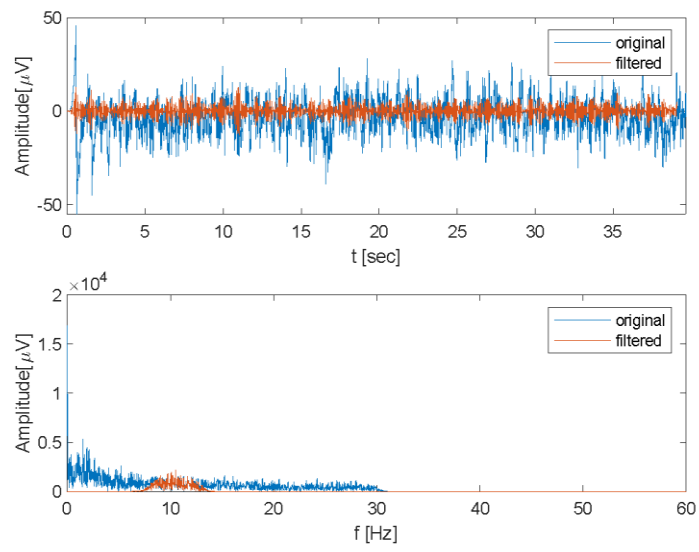 50
0
-50
Amplitude[μV]
original
filtered
0 5 10 15 20 25 30 35
t [sec]
×10^4
2
1.5
1
0.5
0
Amplitude[μV]
original
filtered
0 10 20 30 40 50 60
f [Hz]